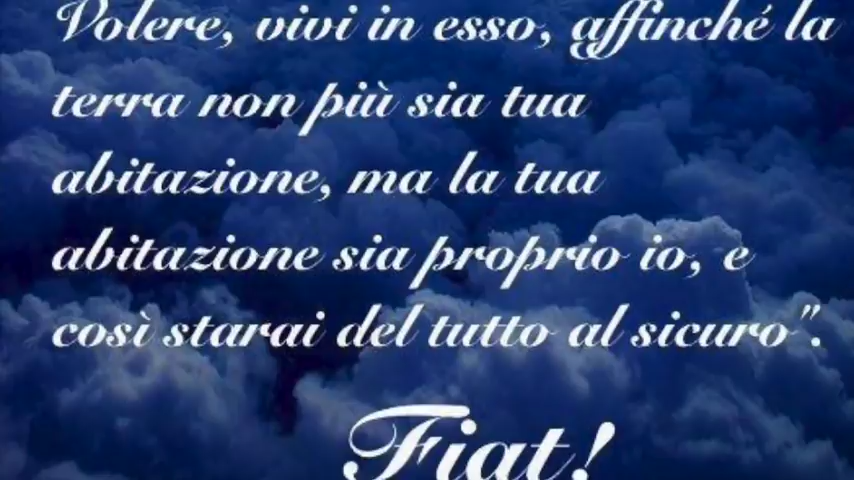 Volere, vivi in esso, affinché la
terra non più sia tua
abitazione, ma la tua
abitazione sia proprio io, e
così starai del tutto al sicuro".
Fiat!